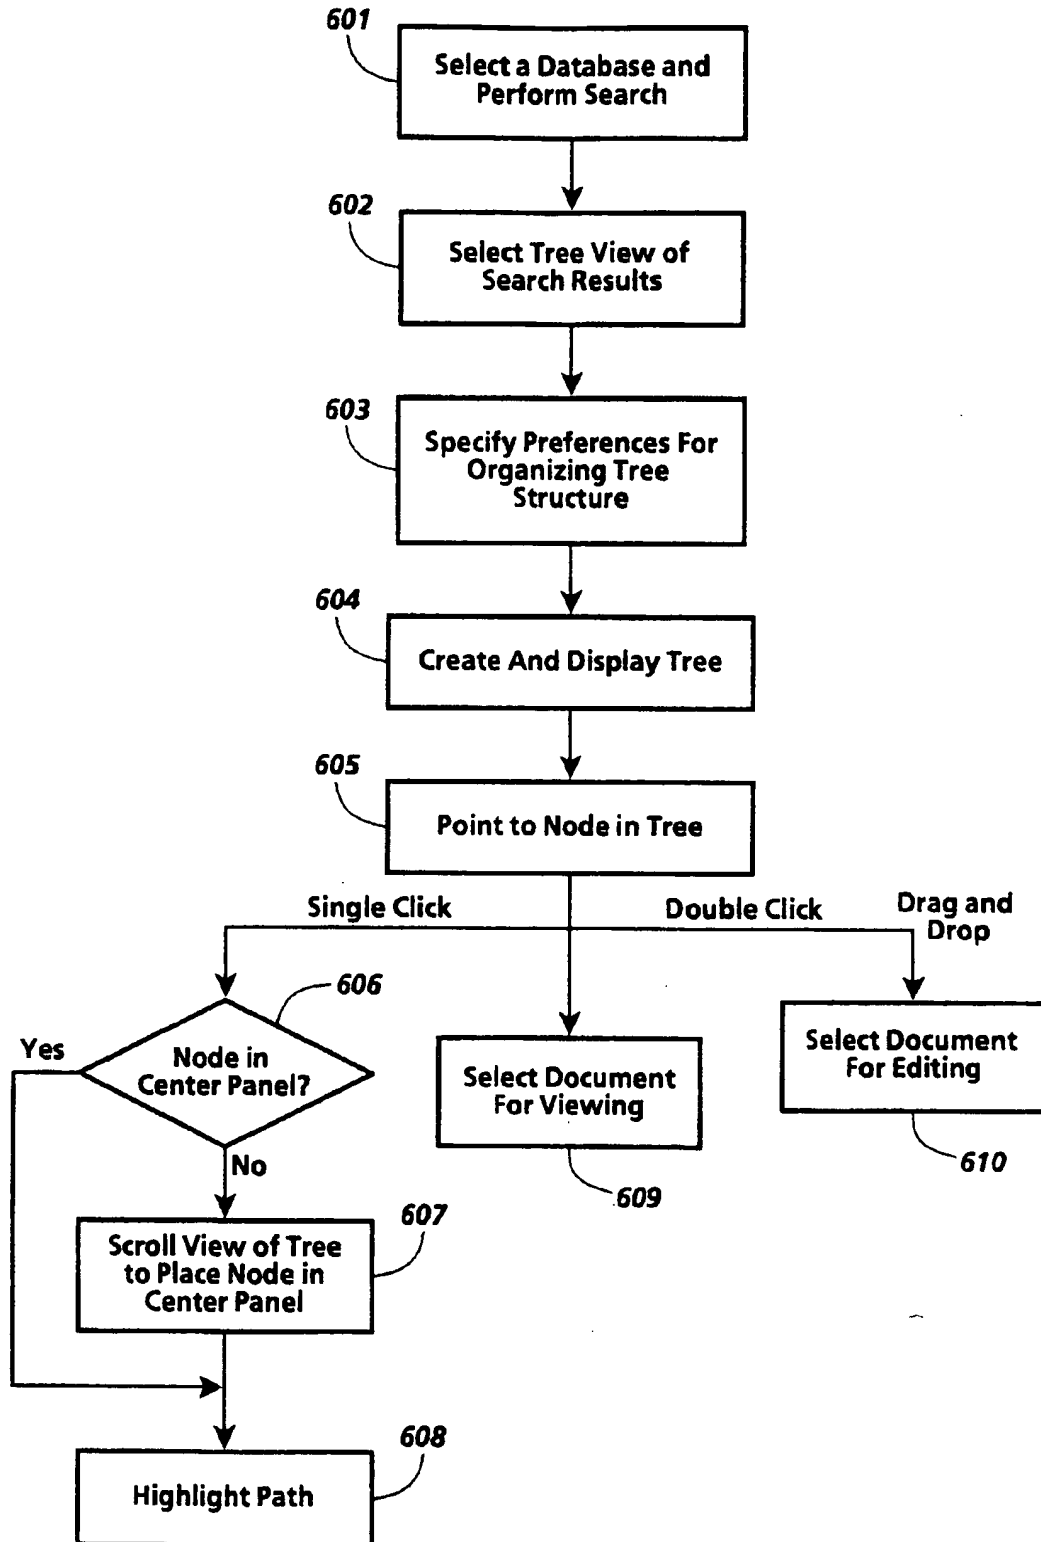 601
Select a Database and
Perform Search
602
Select Tree View of
Search Results
603
Specify Preferences For
Organizing Tree
Structure
604
Create And Display Tree
605
Point to Node in Tree
Single Click
Double Click
Drag and
Drop
606
Yes
Node in
Center Panel?
No
Select Document
For Viewing
609
Select Document
For Editing
610
607
Scroll View of Tree
to Place Node in
Center Panel
608
Highlight Path